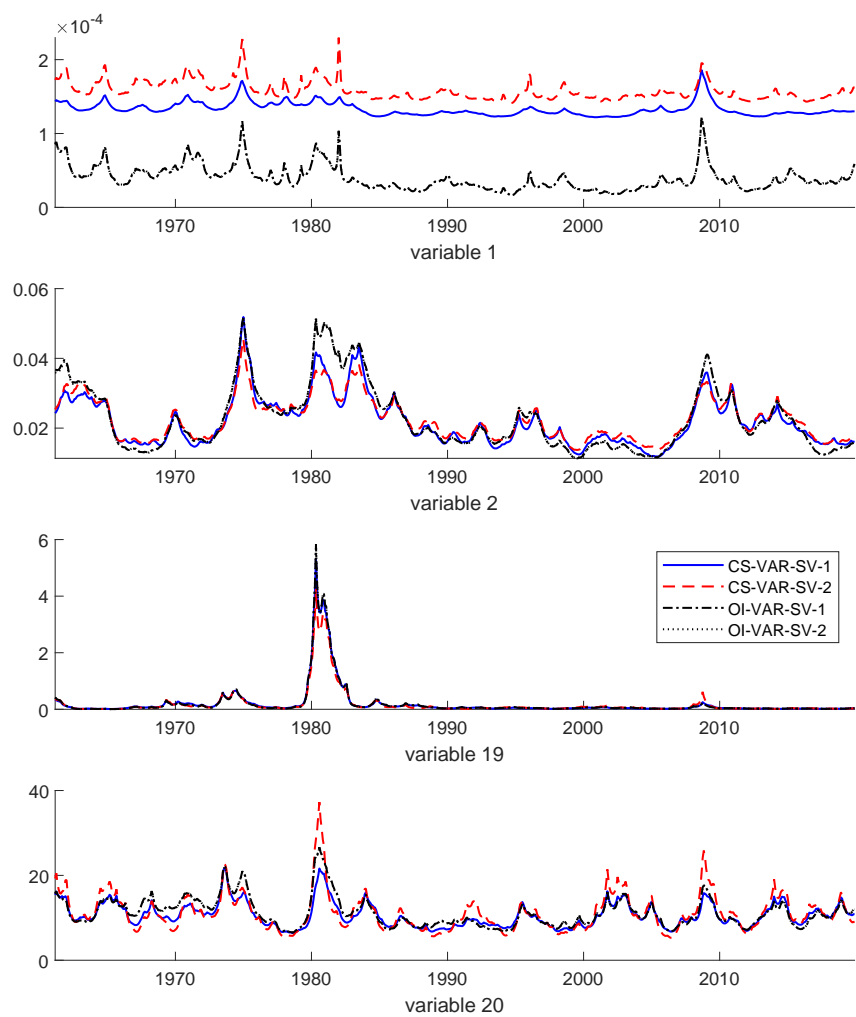 ×10⁻⁴
2
1
0
1970 1980 1990 2000 2010
variable 1
0.06
0.04
0.02
1970 1980 1990 2000 2010
variable 2
6
4
2
0
CS-VAR-SV-1
CS-VAR-SV-2
OI-VAR-SV-1
OI-VAR-SV-2
1970 1980 1990 2000 2010
variable 19
40
20
0
1970 1980 1990 2000 2010
variable 20